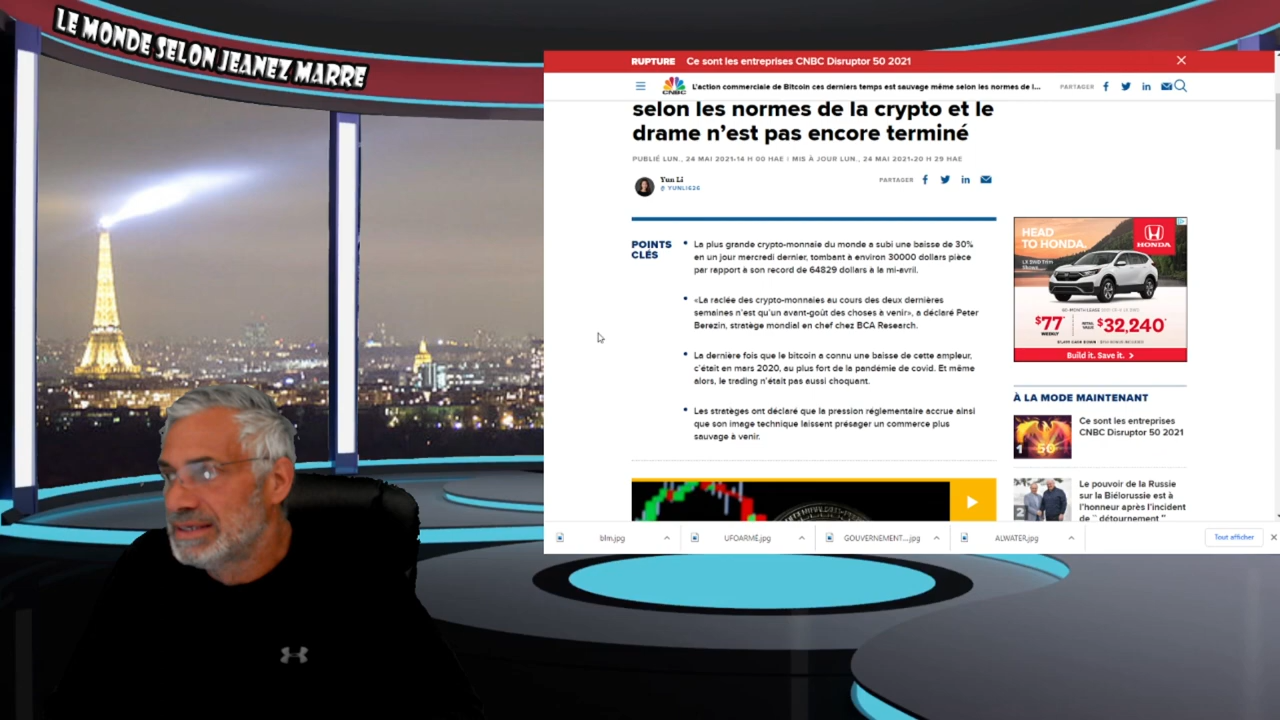 LE MONDE SELON JEANEZ MARRE
RUPTURE Ce sont les entreprises CNBC Disruptor 50 2021
CNBC
L'action commerciale de Bitcoin ces derniers temps est sauvage même selon les normes de l...
PARTAGER
selon les normes de la crypto et le
drame n'est pas encore terminé
PUBLIÉ LUN., 24 MAI 2021•14 H 00 HAE | MIS À JOUR LUN., 24 MAI 2021•20 H 29 HAE
Yun Li
@ YUNLI626
PARTAGER
POINTS
CLÉS
La plus grande crypto-monnaie du monde a subi une baisse de 30%
en un jour mercredi dernier, tombant à environ 30000 dollars pièce
par rapport à son record de 64829 dollars à la mi-avril.
«La raclée des crypto-monnaies au cours des deux dernières
semaines n'est qu'un avant-goût des choses à venir», a déclaré Peter
Berezin, stratège mondial en chef chez BCA Research.
La dernière fois que le bitcoin a connu une baisse de cette ampleur,
c'était en mars 2020, au plus fort de la pandémie de covid. Et même
alors, le trading n'était pas aussi choquant.
Les stratèges ont déclaré que la pression réglementaire accrue ainsi
que son image technique laissent présager un commerce plus
sauvage à venir.
HEAD
TO HONDA.
HONDA
$77
WEEKLY
$32,240
Build it. Save it. >
À LA MODE MAINTENANT
1
50
Ce sont les entreprises
CNBC Disruptor 50 2021
2
Le pouvoir de la Russie
sur la Biélorussie est à
l'honneur après l'incident
de " détournement "
blm.jpg
UFOARMÉ.jpg
GOUVERNEMENT....jpg
ALWATER.jpg
Tout afficher